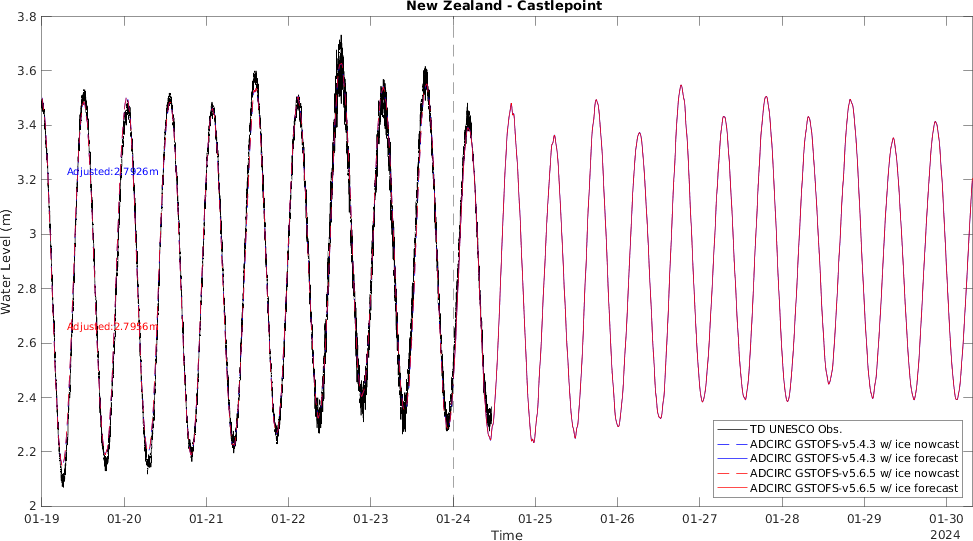 New Zealand - Castlepoint
3.8
3.6
3.4
3.2
3
2.8
2.6
2.4
2.2
2
Water Level (m)
Adjusted:2.7926m
Adjusted:2.7956m
TD UNESCO Obs.
ADCIRC GSTOFS-v5.4.3 w/ ice nowcast
ADCIRC GSTOFS-v5.4.3 w/ ice forecast
ADCIRC GSTOFS-v5.6.5 w/ ice nowcast
ADCIRC GSTOFS-v5.6.5 w/ ice forecast
01-19 01-20 01-21 01-22 01-23 01-24 01-25 01-26 01-27 01-28 01-29 01-30
Time
2024